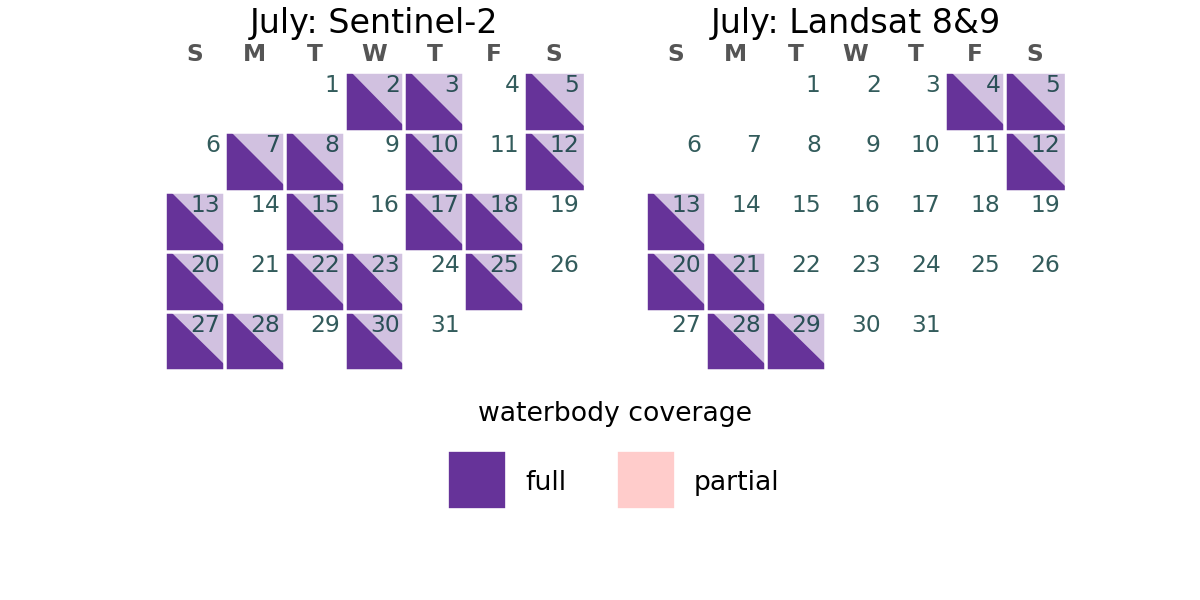 July: Sentinel-2
S M T W T F S
1 2 3 4 5
6 7 8 9 10 11 12
13 14 15 16 17 18 19
20 21 22 23 24 25 26
27 28 29 30 31
July: Landsat 8&9
S M T W T F S
1 2 3 4 5
6 7 8 9 10 11 12
13 14 15 16 17 18 19
20 21 22 23 24 25 26
27 28 29 30 31
waterbody coverage
full
partial